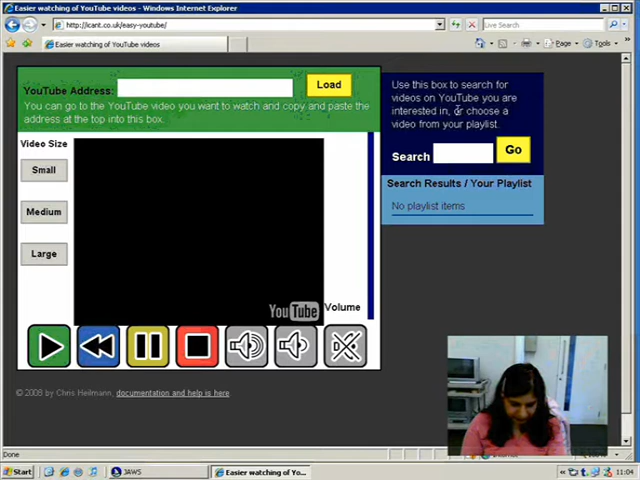 Easier watching of YouTube videos - Windows Internet Explorer
http://icant.co.uk/easy-youtube/
Live Search
Easier watching of YouTube videos
Page
Tools
YouTube Address:
Load
You can go to the YouTube video you want to watch and copy and paste the
address at the top into this box.
Use this box to search for
videos on YouTube you are
interested in, or choose a
video from your playlist.
Search
Go
Video Size
Small
Medium
Large
YouTube
Volume
Search Results / Your Playlist
No playlist items
© 2008 by Chris Heilmann, documentation and help is here.
Done
Start
JAWS
Easier watching of Yo...
11:04